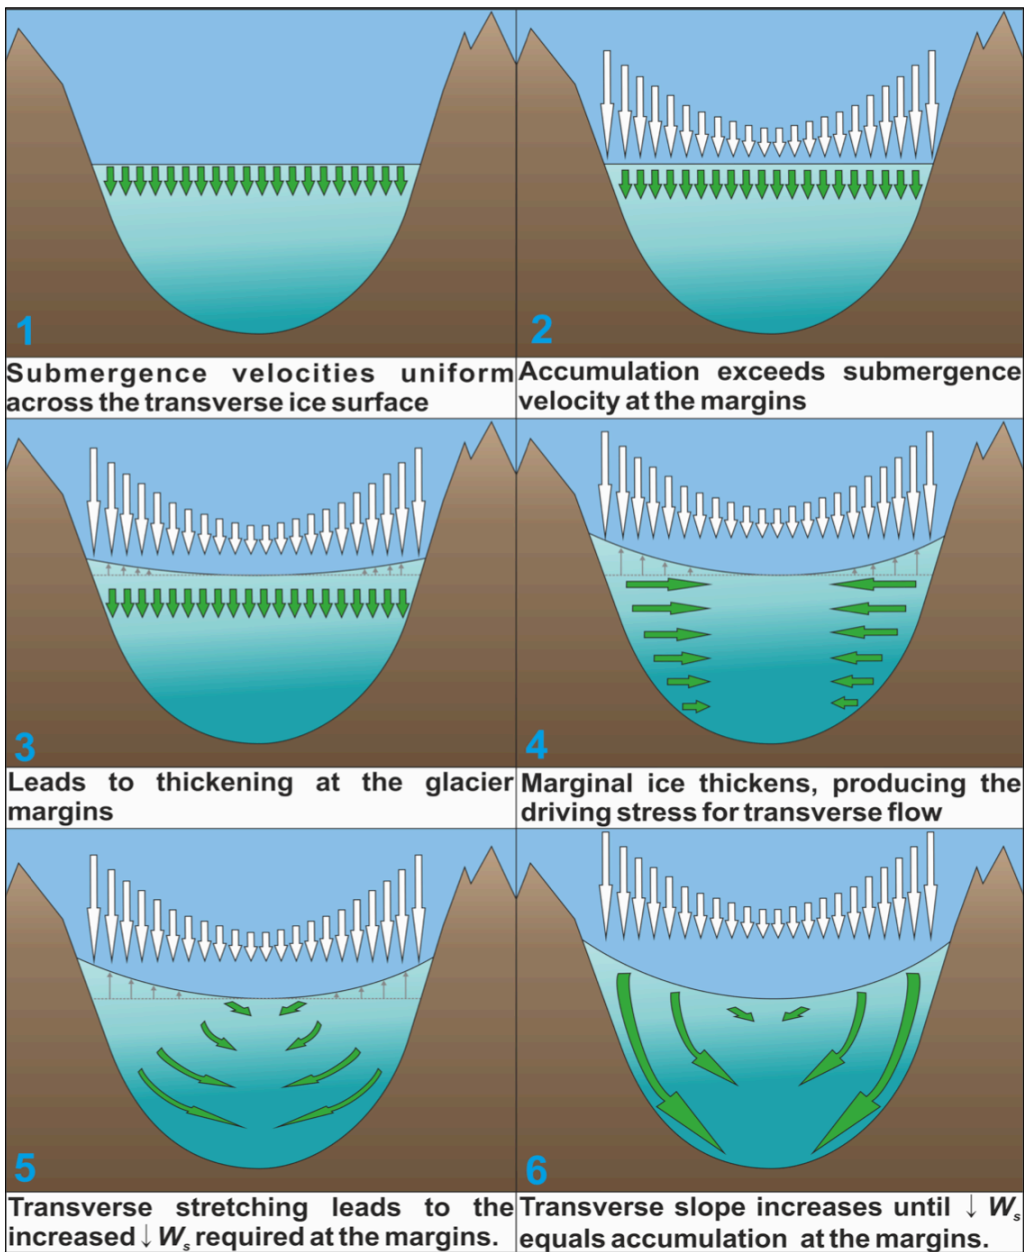 1
2
Submergence velocities uniform
across the transverse ice surface
Accumulation exceeds submergence
velocity at the margins
3
4
Leads to thickening at the glacier
margins
Marginal ice thickens, producing the
driving stress for transverse flow
5
6
Transverse stretching leads to the
increased ↓ Wₛ required at the margins.
Transverse slope increases until ↓ Wₛ
equals accumulation at the margins.